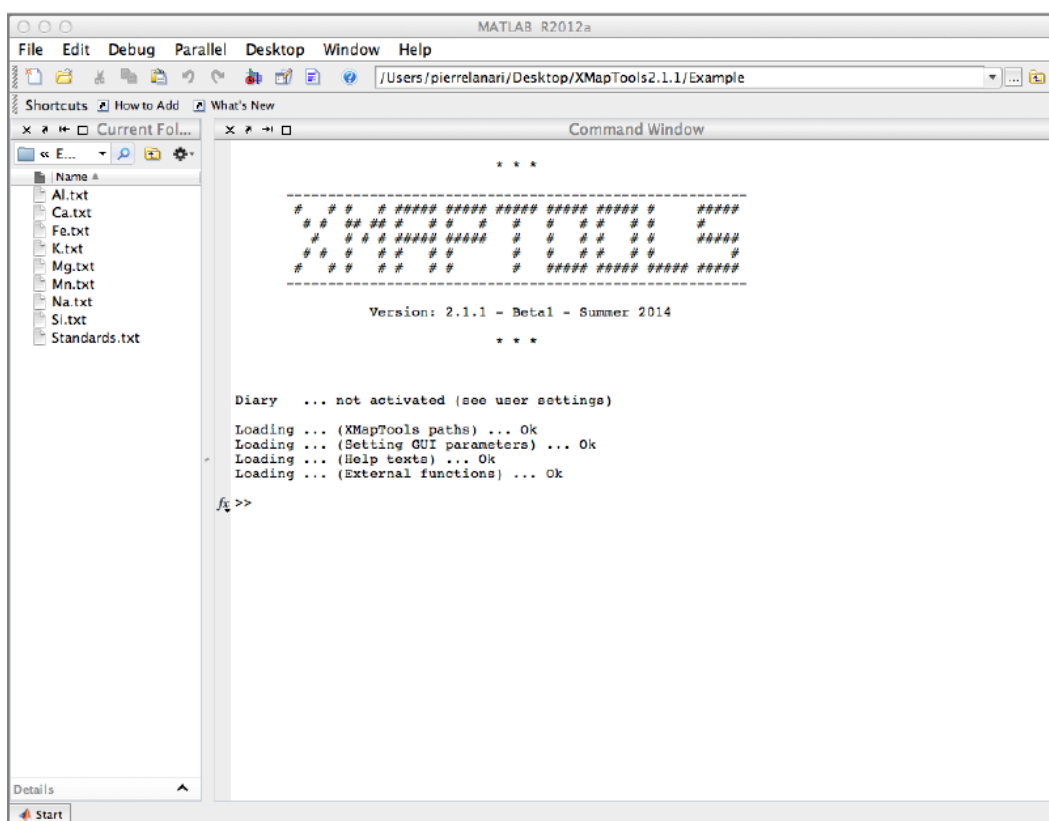 MATLAB R2012a
File Edit Debug Parallel Desktop Window Help
/Users/pierrelanari/Desktop/XMapTools2.1.1/Example
Shortcuts How to Add What's New
Current Fol...
Command Window
« E...
Name
Al.txt
Ca.txt
Fe.txt
K.txt
Mg.txt
Mn.txt
Na.txt
Si.txt
Standards.txt
* * *
XMAPTOOLS
Version: 2.1.1 - Beta1 - Summer 2014
* * *
Diary ... not activated (see user settings)
Loading ... (XMapTools paths) ... Ok
Loading ... (Setting GUI parameters) ... Ok
Loading ... (Help texts) ... Ok
Loading ... (External functions) ... Ok
fx >>
Details
Start